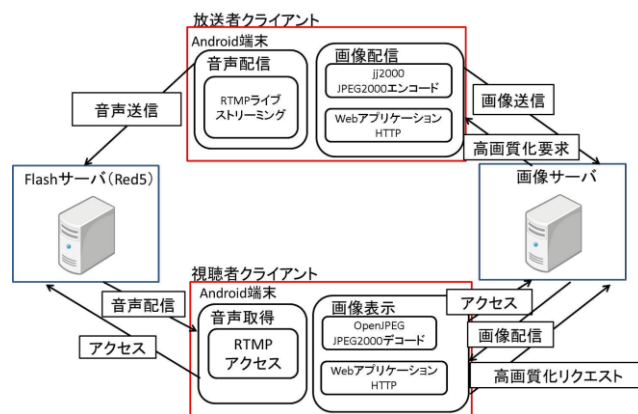 放送者クライアント
Android端末
音声配信
RTMPライブ
ストリーミング
画像配信
jj2000
JPEG2000エンコード
Webアプリケーション
HTTP
音声送信
画像送信
高画質化要求
Flashサーバ(Red5)
画像サーバ
視聴者クライアント
Android端末
音声取得
RTMP
アクセス
画像表示
OpenJPEG
JPEG2000デコード
Webアプリケーション
HTTP
音声配信
アクセス
アクセス
画像配信
高画質化リクエスト